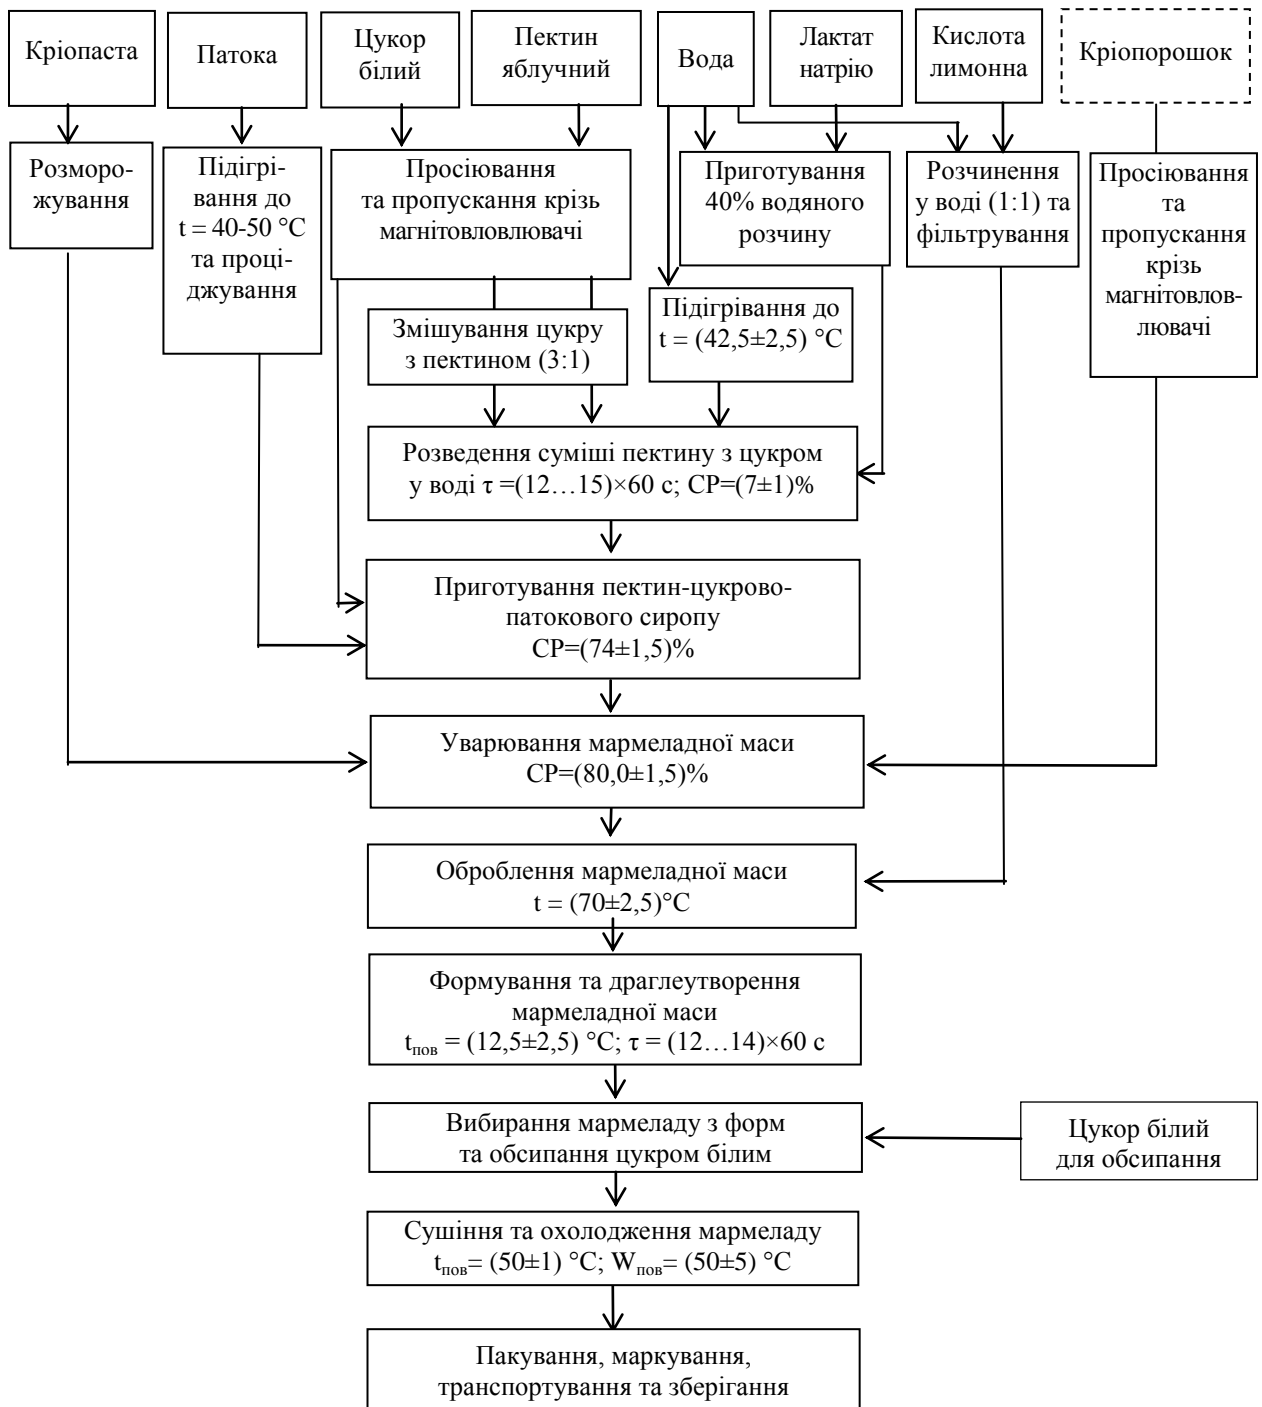 Кріопаста
Патока
Цукор
білий
Пектин
яблучний
Вода
Лактат
натрію
Кислота
лимонна
Кріопорошок
Розморо-
жування
Підігрі-
вання до
t = 40-50 °C
та проці-
джування
Просіювання
та пропускання крізь
магнітовловлювачі
Приготування
40% водяного
розчину
Розчинення
у воді (1:1) та
фільтрування
Просіювання
та
пропускання
крізь
магнітовлов-
лювачі
Змішування цукру
з пектином (3:1)
Підігрівання до
t = (42,5±2,5) °C
Розведення суміші пектину з цукром
у воді τ =(12…15)×60 с; СР=(7±1)%
Приготування пектин-цукрово-
патокового сиропу
СР=(74±1,5)%
Уварювання мармеладної маси
СР=(80,0±1,5)%
Оброблення мармеладної маси
t = (70±2,5)°C
Формування та драглеутворення
мармеладної маси
tпов = (12,5±2,5) °C; τ = (12…14)×60 с
Вибирання мармеладу з форм
та обсипання цукром білим
Цукор білий
для обсипання
Сушіння та охолодження мармеладу
tпов= (50±1) °C; Wпов= (50±5) °C
Пакування, маркування,
транспортування та зберігання